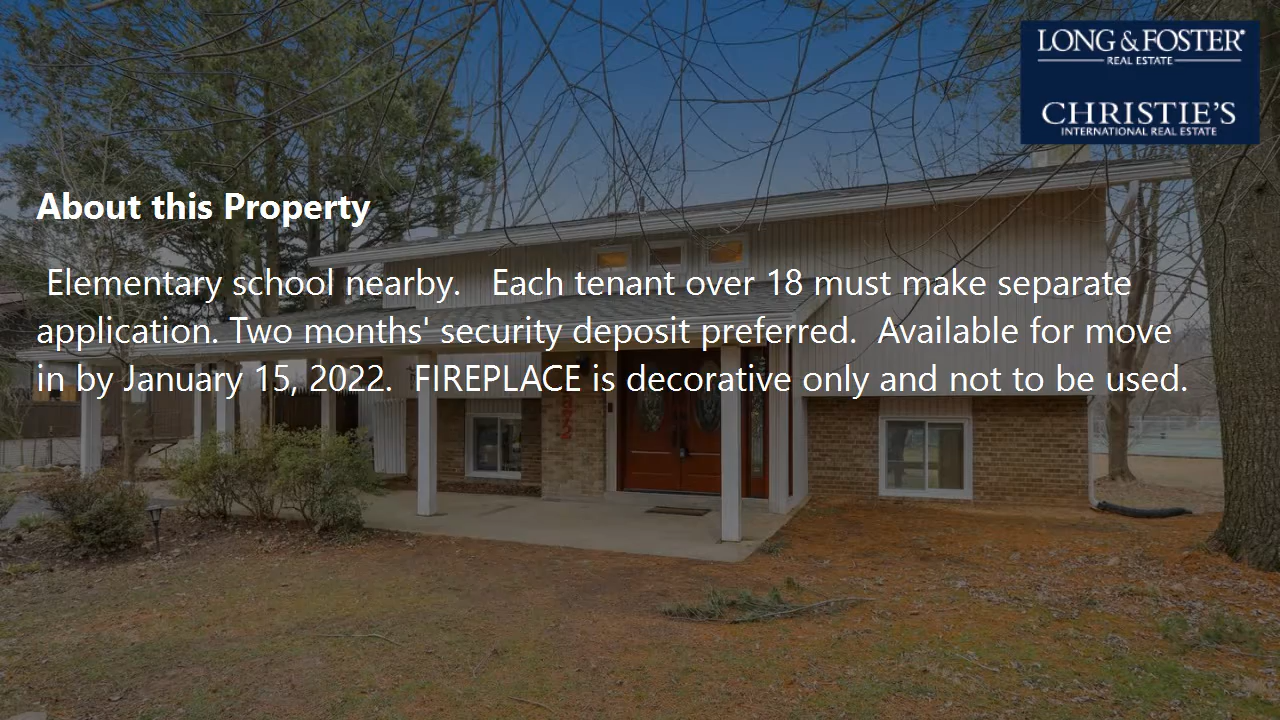 LONG & FOSTER®
REAL ESTATE
CHRISTIE'S
INTERNATIONAL REAL ESTATE
About this Property
Elementary school nearby.   Each tenant over 18 must make separate
application. Two months' security deposit preferred.  Available for move
in by January 15, 2022.  FIREPLACE is decorative only and not to be used.